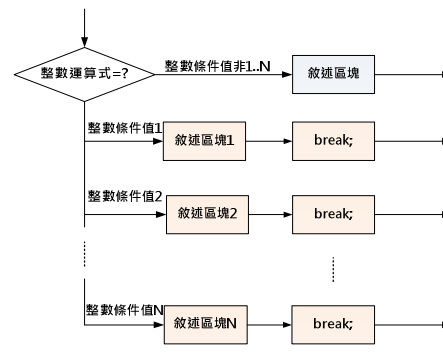 整數運算式=?
整數條件值非1..N
敘述區塊
整數條件值1
敘述區塊1
break;
整數條件值2
敘述區塊2
break;
整數條件值N
敘述區塊N
break;